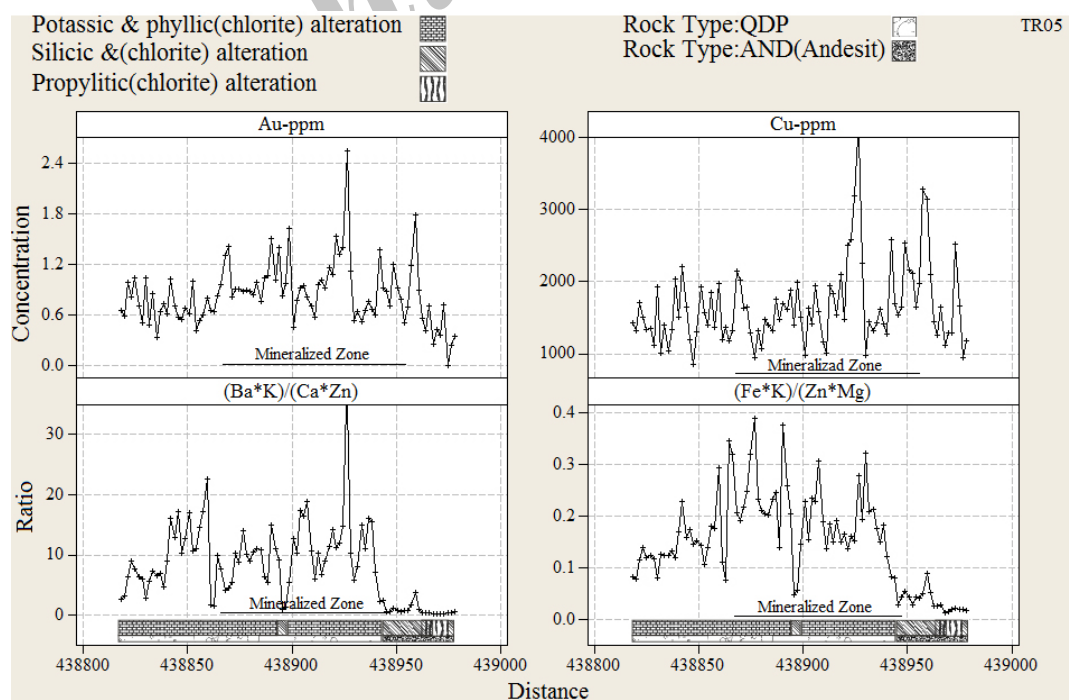 Potassic & phyllic(chlorite) alteration
Silicic &(chlorite) alteration
Propylitic(chlorite) alteration
Rock Type:QDP
Rock Type:AND(Andesit)
TR05
Au-ppm
Cu-ppm
Concentration
2.4
1.8
1.2
0.6
0.0
Mineralized Zone
4000
3000
2000
1000
Mineralizad Zone
(Ba*K)/(Ca*Zn)
(Fe*K)/(Zn*Mg)
Ratio
30
20
10
0
Mineralized Zone
438800
438850
438900
438950
439000
0.4
0.3
0.2
0.1
0.0
Mineralized Zone
438800
438850
438900
438950
439000
Distance